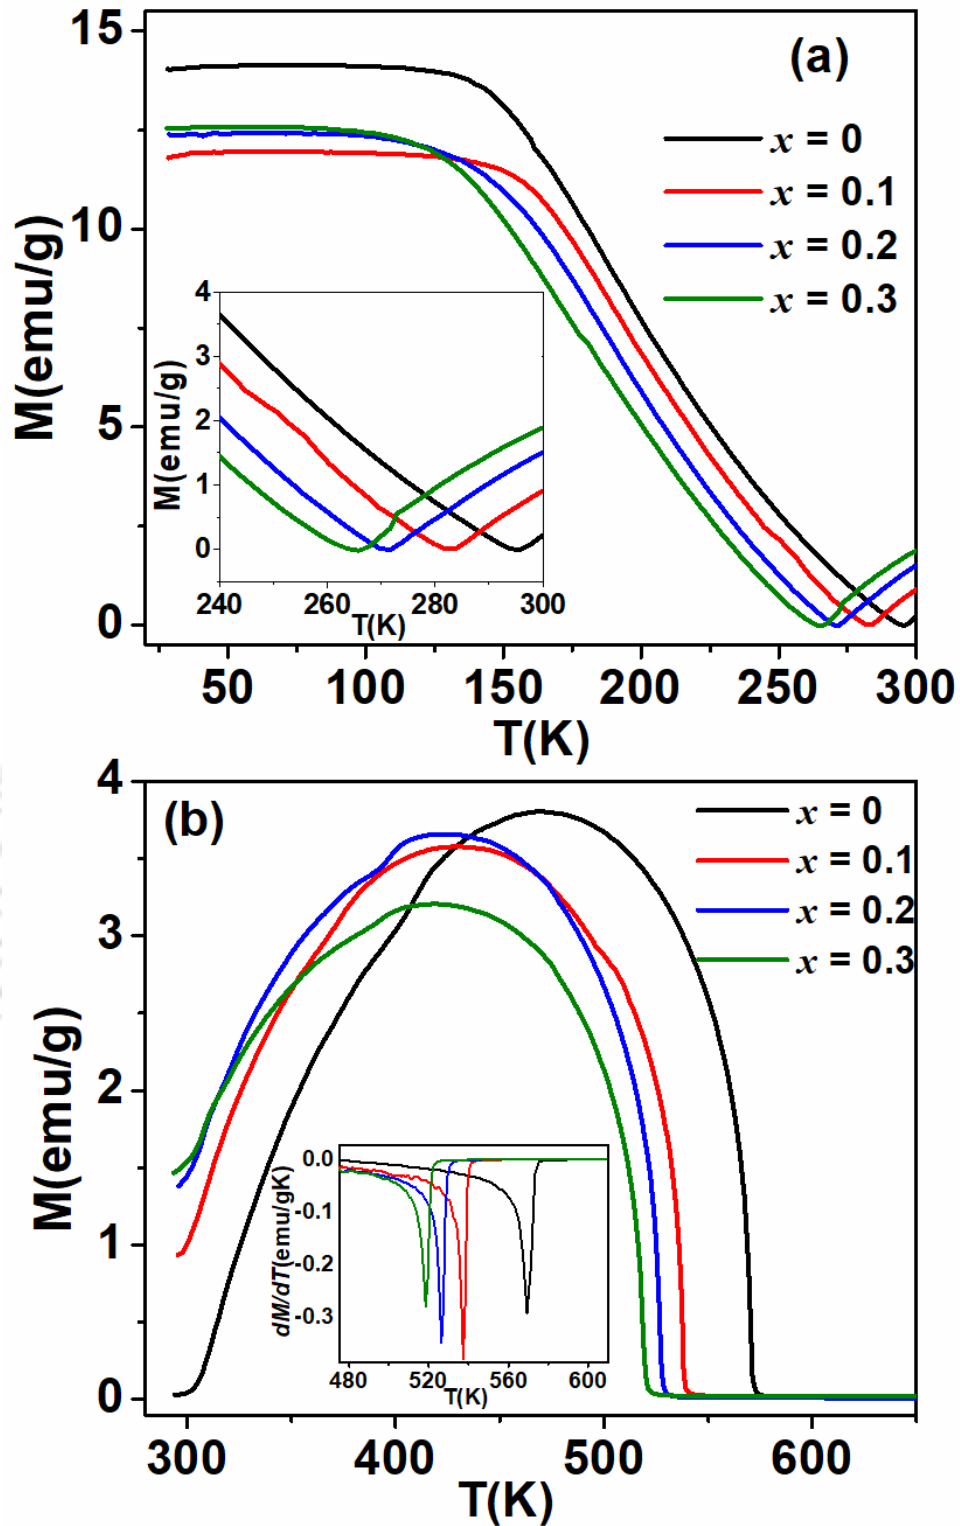 15
(a)
x = 0
x = 0.1
10
x = 0.2
x = 0.3
M(emu/g)
4
3
M(emu/g)
2
1
0
240 260 280 300
T(K)
5
0
50 100 150 200 250 300
T(K)
4
(b)
x = 0
x = 0.1
x = 0.2
x = 0.3
3
M(emu/g)
2
0.0
-0.1
-0.2
-0.3
dM/dT(emu/gK)
480 520 560 600
T(K)
1
0
300 400 500 600
T(K)